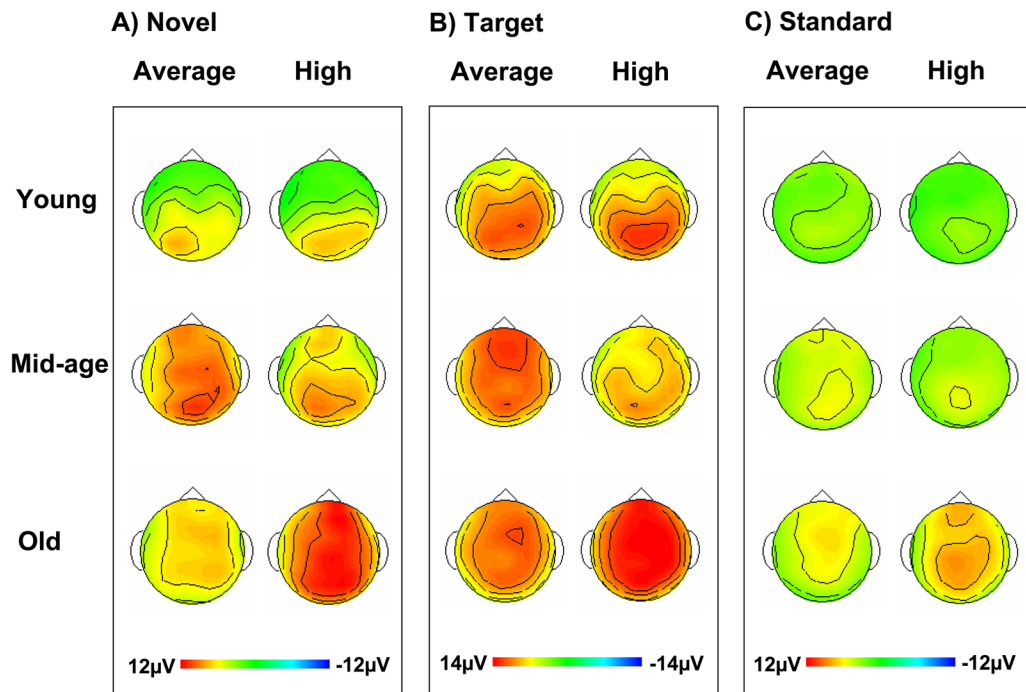 A) Novel B) Target C) Standard
Average High Average High Average High
Young
Mid-age
Old
12µV -12µV 14µV -14µV 12µV -12µV